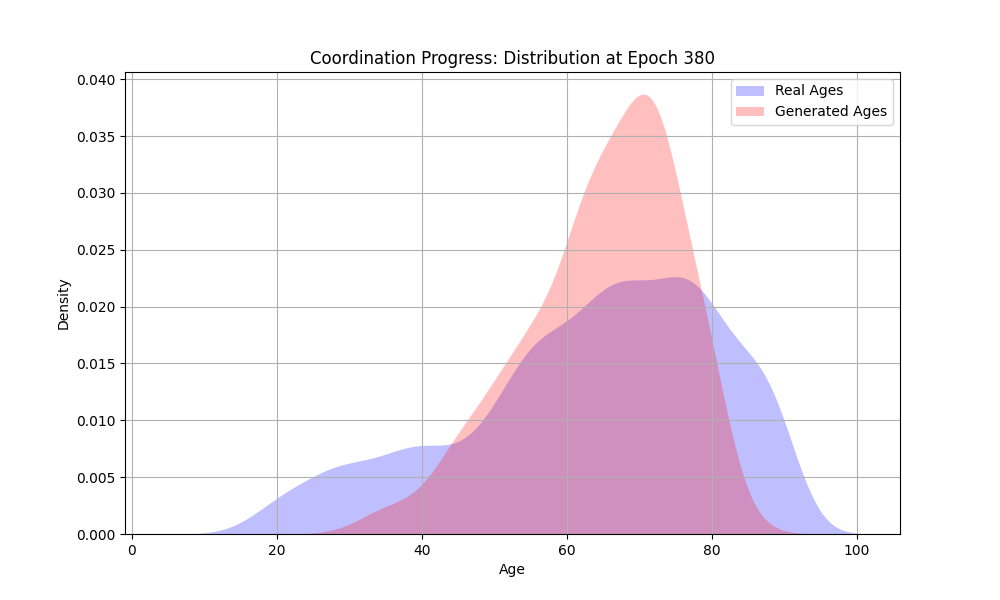 Coordination Progress: Distribution at Epoch 380
Real Ages
Generated Ages
0.040
0.035
0.030
0.025
0.020
0.015
0.010
0.005
0.000
Density
0 20 40 60 80 100
Age